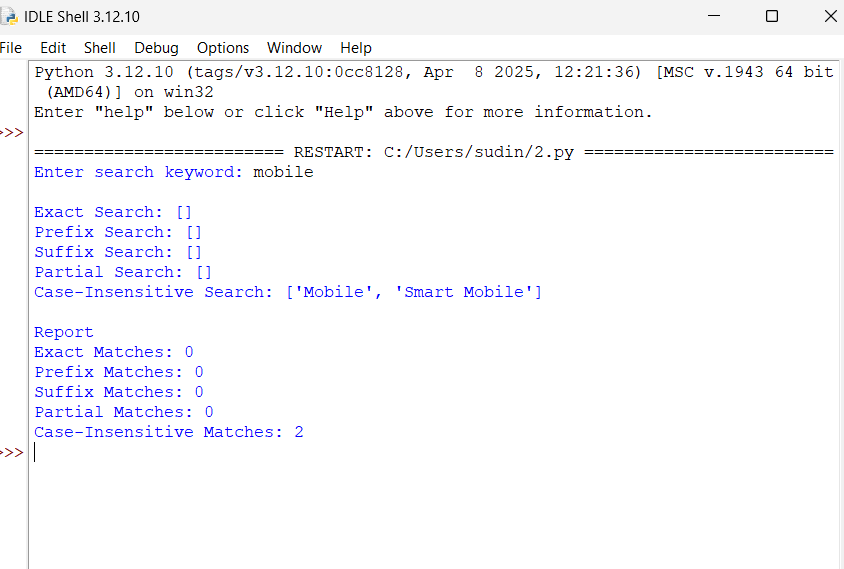 IDLE Shell 3.12.10
File Edit Shell Debug Options Window Help
Python 3.12.10 (tags/v3.12.10:0cc8128, Apr  8 2025, 12:21:36) [MSC v.1943 64 bit
 (AMD64)] on win32
Enter "help" below or click "Help" above for more information.
>>>
========================= RESTART: C:/Users/sudin/2.py =========================
Enter search keyword: mobile
Exact Search: []
Prefix Search: []
Suffix Search: []
Partial Search: []
Case-Insensitive Search: ['Mobile', 'Smart Mobile']
Report
Exact Matches: 0
Prefix Matches: 0
Suffix Matches: 0
Partial Matches: 0
Case-Insensitive Matches: 2
>>>